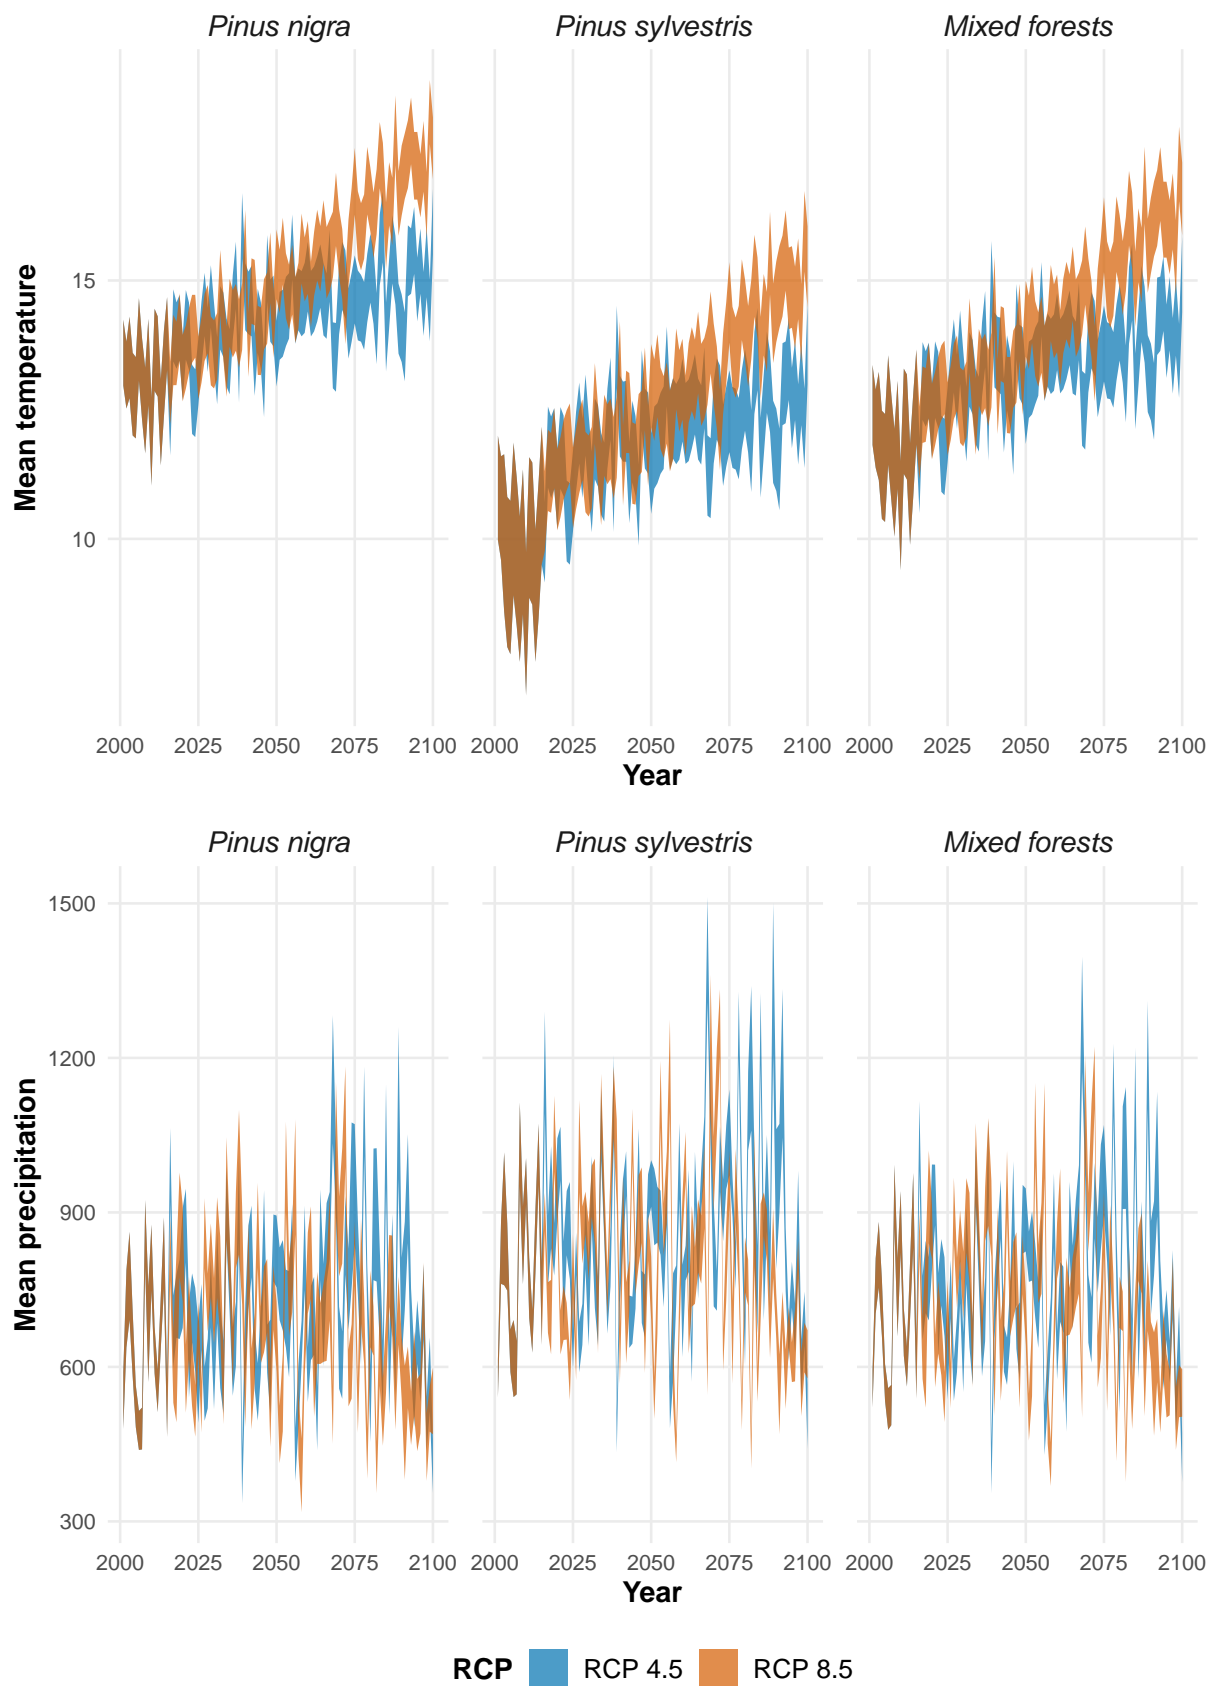 Pinus nigra Pinus sylvestris Mixed forests
Mean temperature
15
10
2000 2025 2050 2075 2100 2000 2025 2050 2075 2100 2000 2025 2050 2075 2100
Year
Pinus nigra Pinus sylvestris Mixed forests
Mean precipitation
1500
1200
900
600
300
2000 2025 2050 2075 2100 2000 2025 2050 2075 2100 2000 2025 2050 2075 2100
Year
RCP RCP 4.5 RCP 8.5